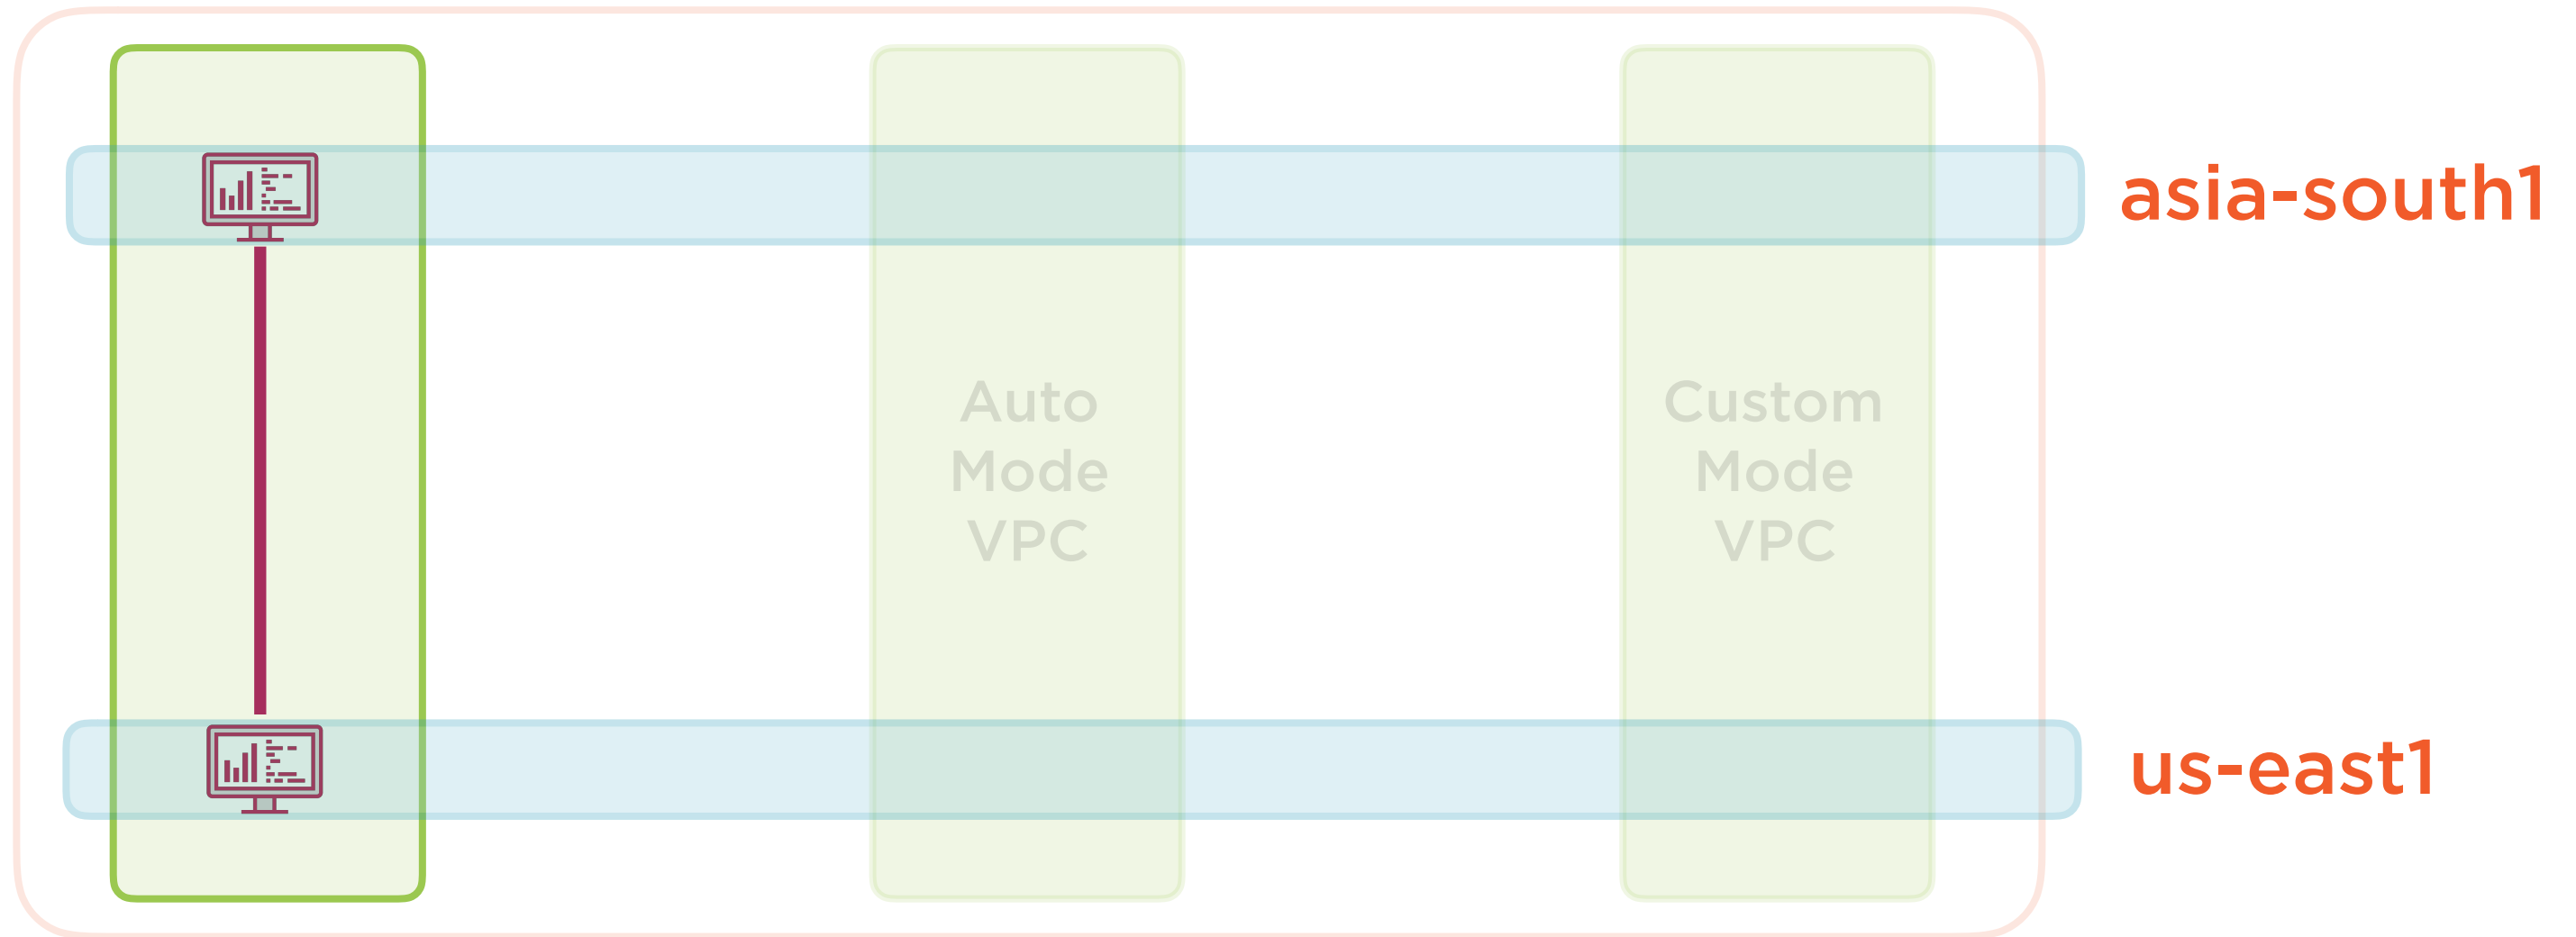 asia-south1
Auto
Mode
VPC
Custom
Mode
VPC
us-east1